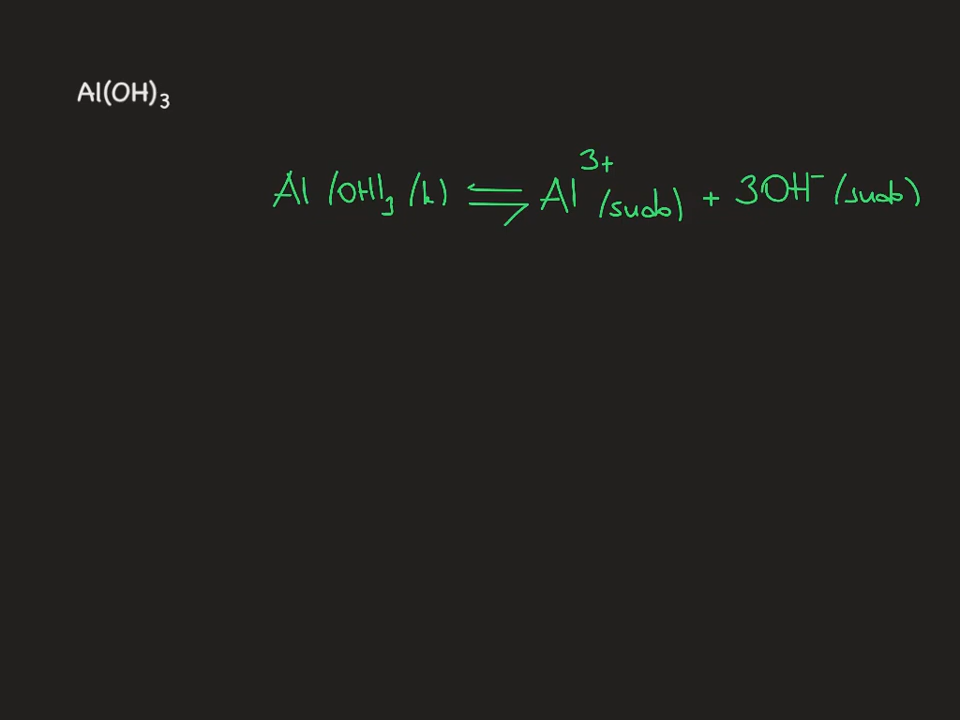 Al(OH)₃
Al (OH)₃ (k) ⇌ Al³⁺ (suda) + 3OH⁻ (suda)